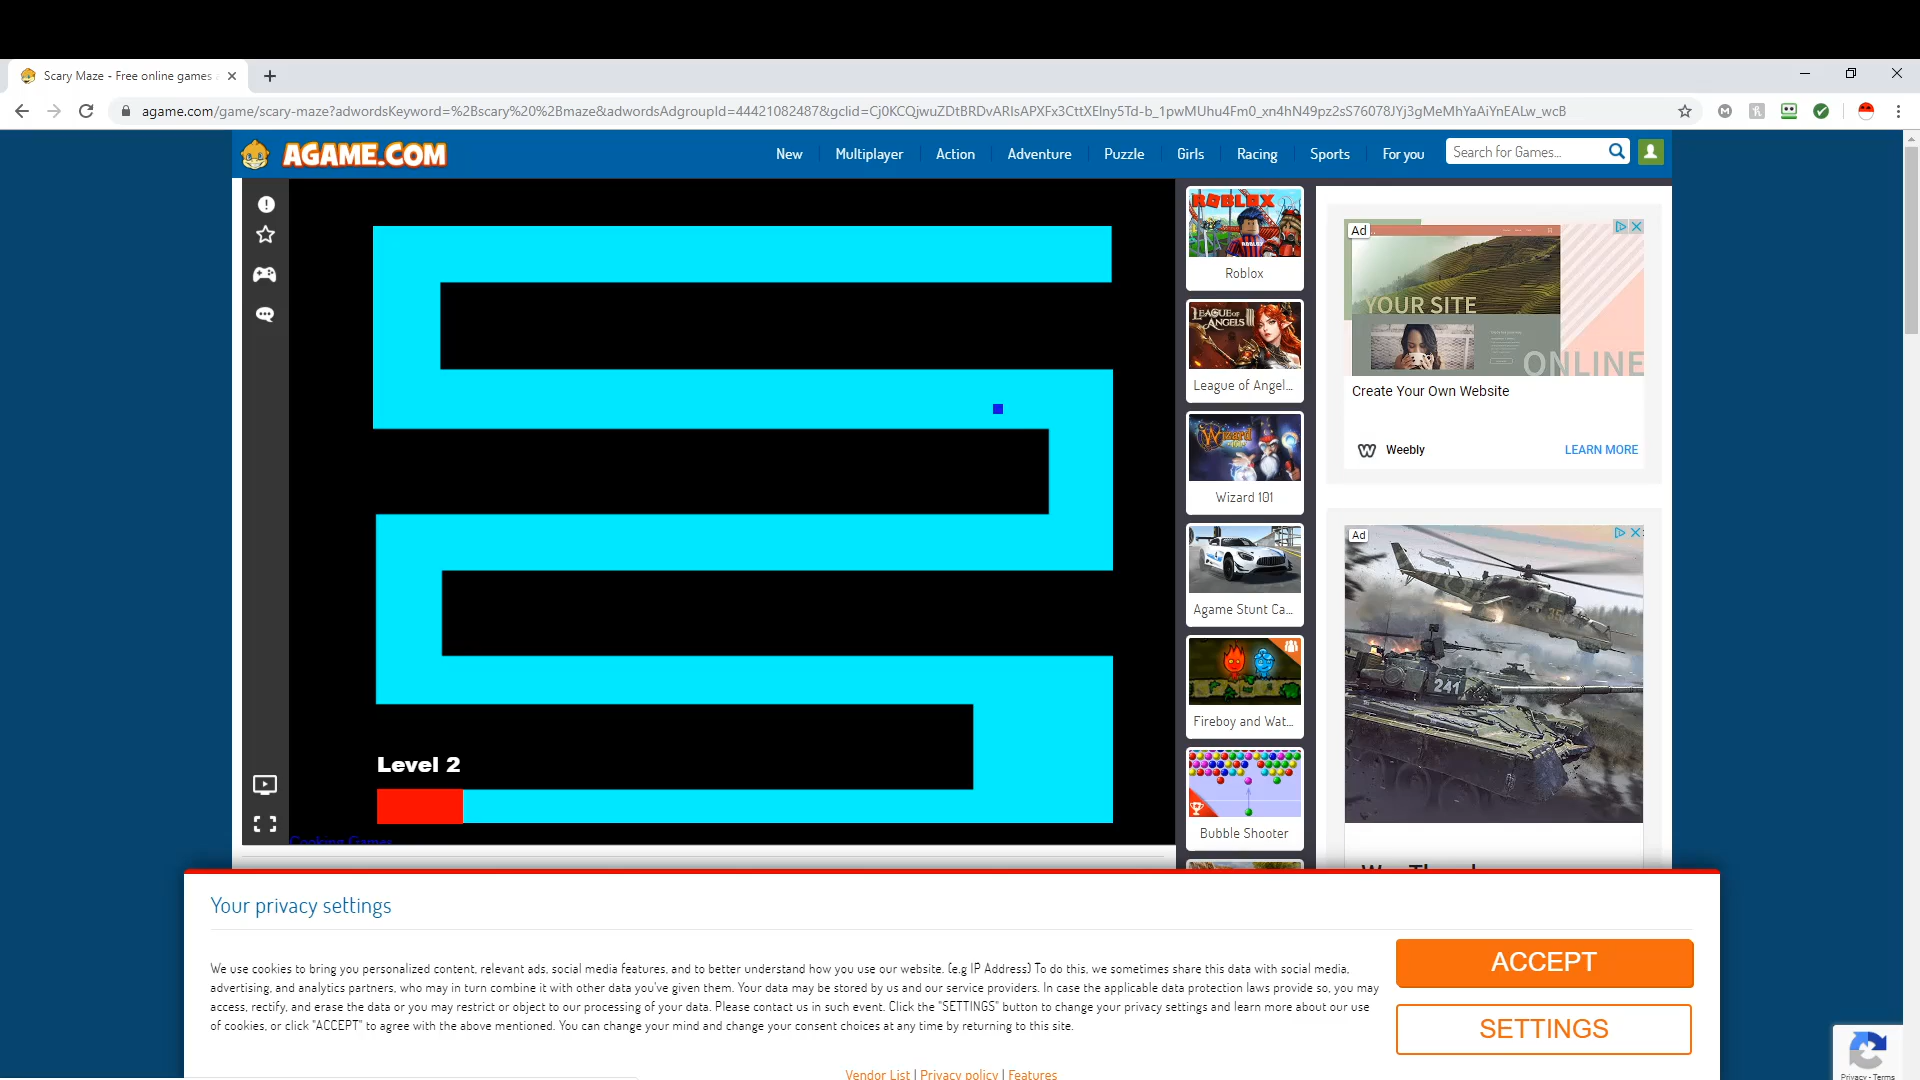 Scary Maze - Free online games
agame.com/game/scary-maze?adwordsKeyword=%2Bscary%20%2Bmaze&adwordsAdgroupId=44421082487&gclid=Cj0KCQjwuZDtBRDvARIsAPXFx3CttXElny5Td-b_1pwMUhu4Fm0_xn4hN49pz2sS76078JYj3gMeMhYaAiYnEALw_wcB
AGAME.COM
New
Multiplayer
Action
Adventure
Puzzle
Girls
Racing
Sports
For you
Search for Games...
ROBLOX
Roblox
LEAGUE OF ANGELS III
League of Angel...
Wizard
Wizard 101
Agame Stunt Ca...
Fireboy and Wat...
Bubble Shooter
Ad
YOUR SITE
ONLINE
Create Your Own Website
Weebly
LEARN MORE
Ad
241
Level 2
Your privacy settings
We use cookies to bring you personalized content, relevant ads, social media features, and to better understand how you use our website. (e.g IP Address) To do this, we sometimes share this data with social media,
advertising, and analytics partners, who may in turn combine it with other data you've given them. Your data may be stored by us and our service providers. In case the applicable data protection laws provide so, you may
access, rectify, and erase the data or you may restrict or object to our processing of your data. Please contact us in such event. Click the "SETTINGS" button to change your privacy settings and learn more about our use
of cookies, or click "ACCEPT" to agree with the above mentioned. You can change your mind and change your consent choices at any time by returning to this site.
ACCEPT
SETTINGS
Vendor List | Privacy policy | Features
Privacy - Terms